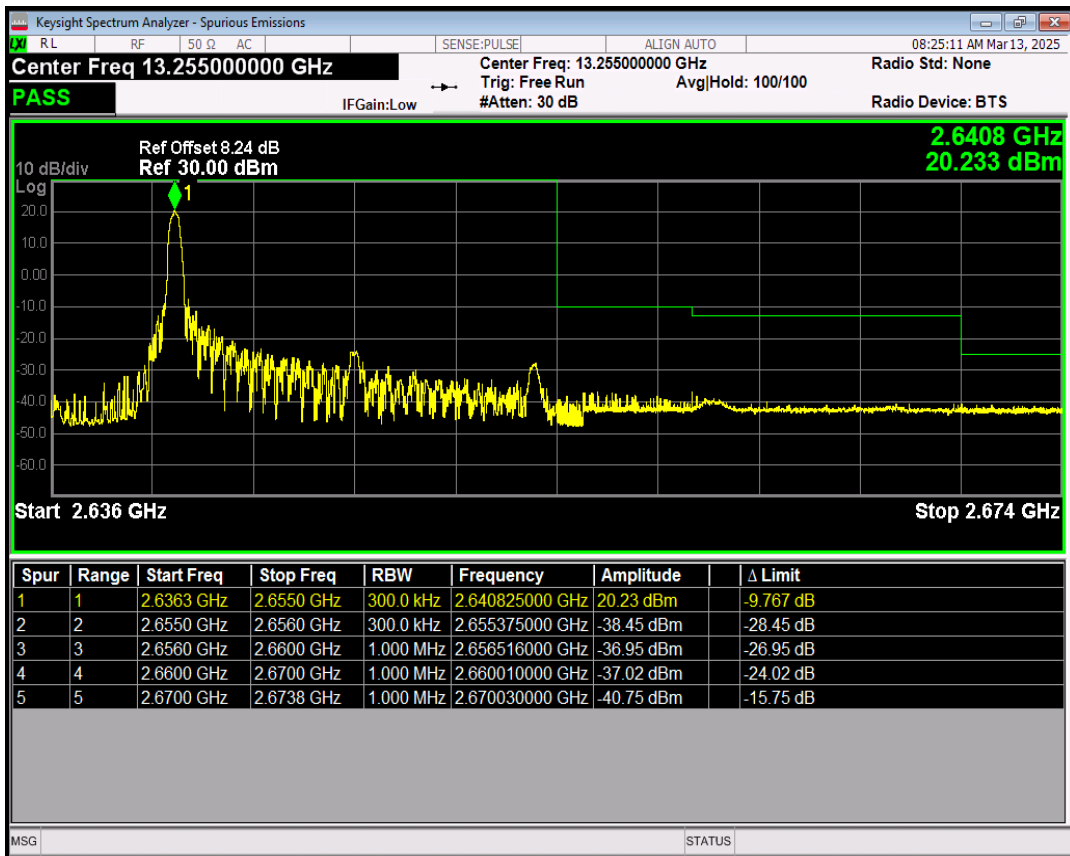 Keysight Spectrum Analyzer - Spurious Emissions
LXI RL RF 50 Ω AC SENSE:PULSE ALIGN AUTO 08:25:11 AM Mar 13, 2025
Center Freq 13.255000000 GHz Center Freq: 13.255000000 GHz Radio Std: None
Trig: Free Run Avg|Hold: 100/100
PASS IFGain:Low #Atten: 30 dB Radio Device: BTS
2.6408 GHz
20.233 dBm
Ref Offset 8.24 dB
10 dB/div Ref 30.00 dBm
Log
1
20.0
10.0
0.00
-10.0
-20.0
-30.0
-40.0
-50.0
-60.0
Start 2.636 GHz Stop 2.674 GHz
Spur Range Start Freq Stop Freq RBW Frequency Amplitude Δ Limit
1 1 2.6363 GHz 2.6550 GHz 300.0 kHz 2.640825000 GHz 20.23 dBm -9.767 dB
2 2 2.6550 GHz 2.6560 GHz 300.0 kHz 2.655375000 GHz -38.45 dBm -28.45 dB
3 3 2.6560 GHz 2.6600 GHz 1.000 MHz 2.656516000 GHz -36.95 dBm -26.95 dB
4 4 2.6600 GHz 2.6700 GHz 1.000 MHz 2.660010000 GHz -37.02 dBm -24.02 dB
5 5 2.6700 GHz 2.6738 GHz 1.000 MHz 2.670030000 GHz -40.75 dBm -15.75 dB
MSG STATUS